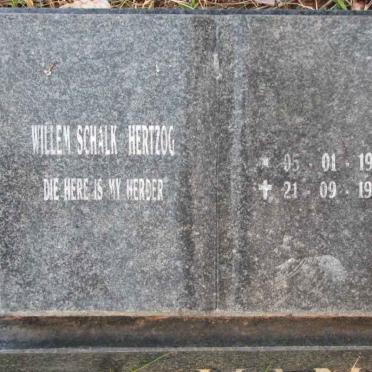 WILLEM SCHALK HERTZOG
DIE HERE IS MY HERDER
* 05 · 01 · 19
✝ 21 · 09 · 19